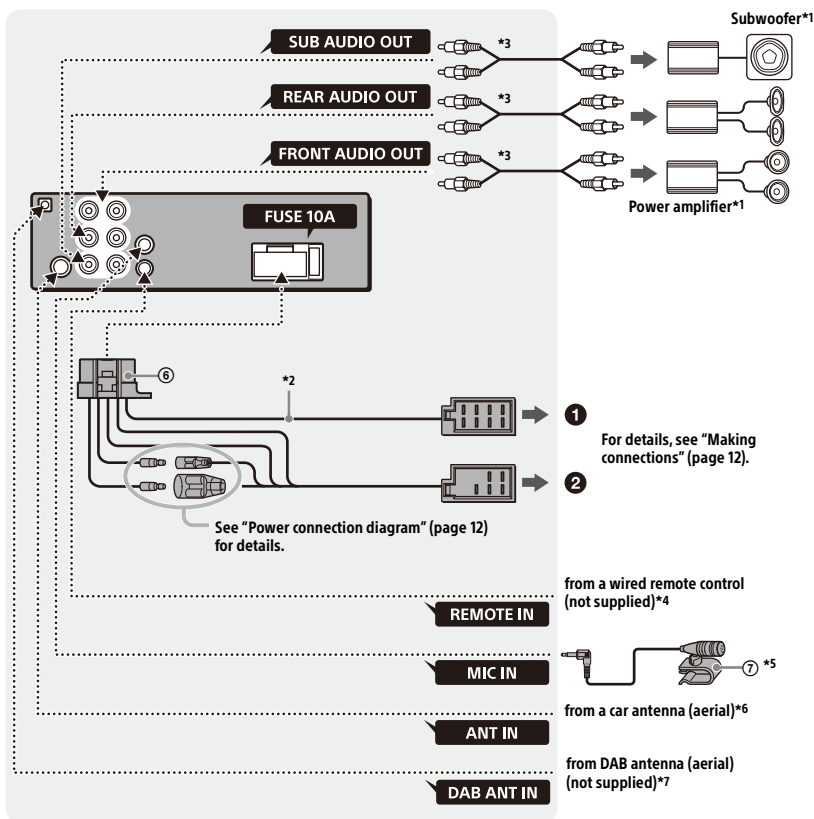 Subwoofer*1
SUB AUDIO OUT
*3
REAR AUDIO OUT
*3
FRONT AUDIO OUT
*3
Power amplifier*1
FUSE 10A
⑥
*2
❶
For details, see “Making
connections” (page 12).
❷
See “Power connection diagram” (page 12)
for details.
from a wired remote control
(not supplied)*4
REMOTE IN
MIC IN
⑦ *5
from a car antenna (aerial)*6
ANT IN
from DAB antenna (aerial)
(not supplied)*7
DAB ANT IN